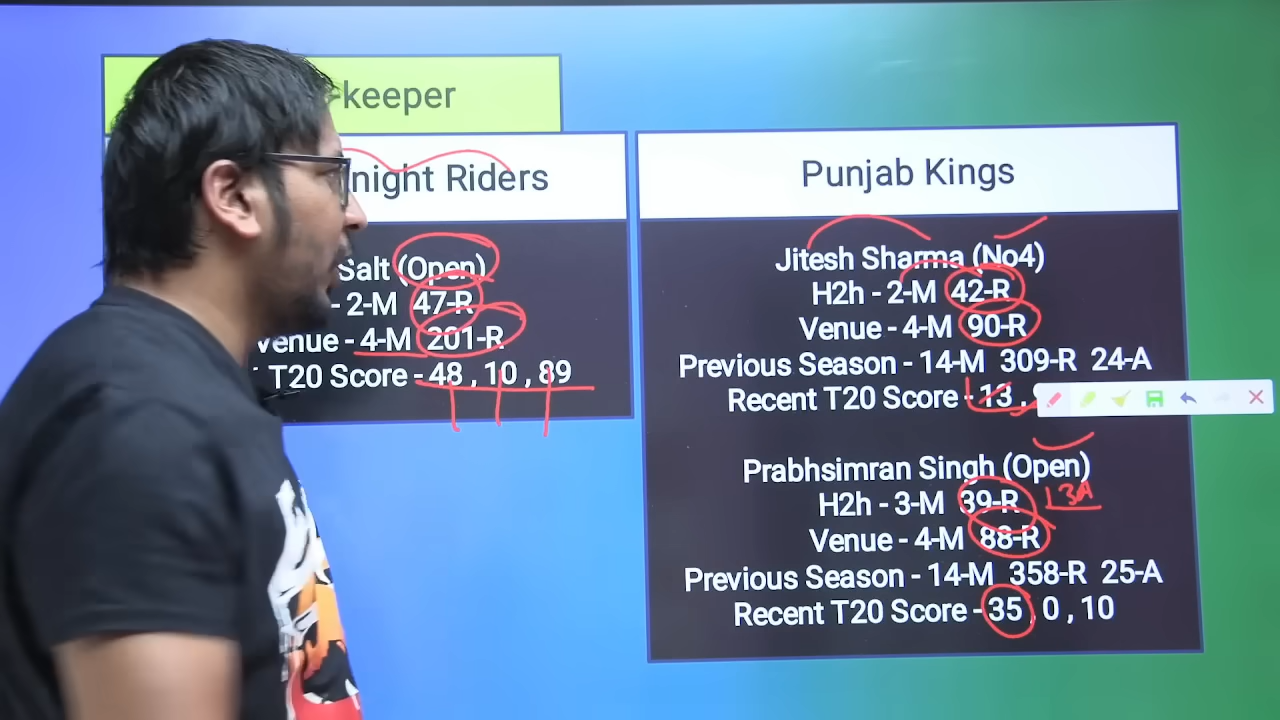 keeper
night Riders
Salt (Open)
- 2-M 47-R
Venue - 4-M 201-R
T20 Score - 48 , 10 , 89
Punjab Kings
Jitesh Sharma (No4)
H2h - 2-M 42-R
Venue - 4-M 90-R
Previous Season - 14-M 309-R 24-A
Recent T20 Score - 13 ,
Prabhsimran Singh (Open)
H2h - 3-M 39-R 13A
Venue - 4-M 88-R
Previous Season - 14-M 358-R 25-A
Recent T20 Score - 35 , 0 , 10